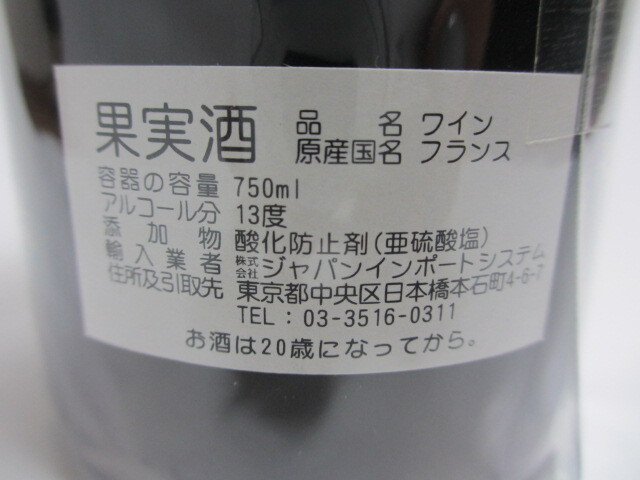 果実酒 品名 ワイン
原産国名 フランス
容器の容量 750ml
アルコール分 13度
添加物 酸化防止剤(亜硫酸塩)
輸入業者 株式会社ジャパンインポートシステム
住所及引取先 東京都中央区日本橋本石町4-6-7
TEL：03-3516-0311
お酒は20歳になってから。